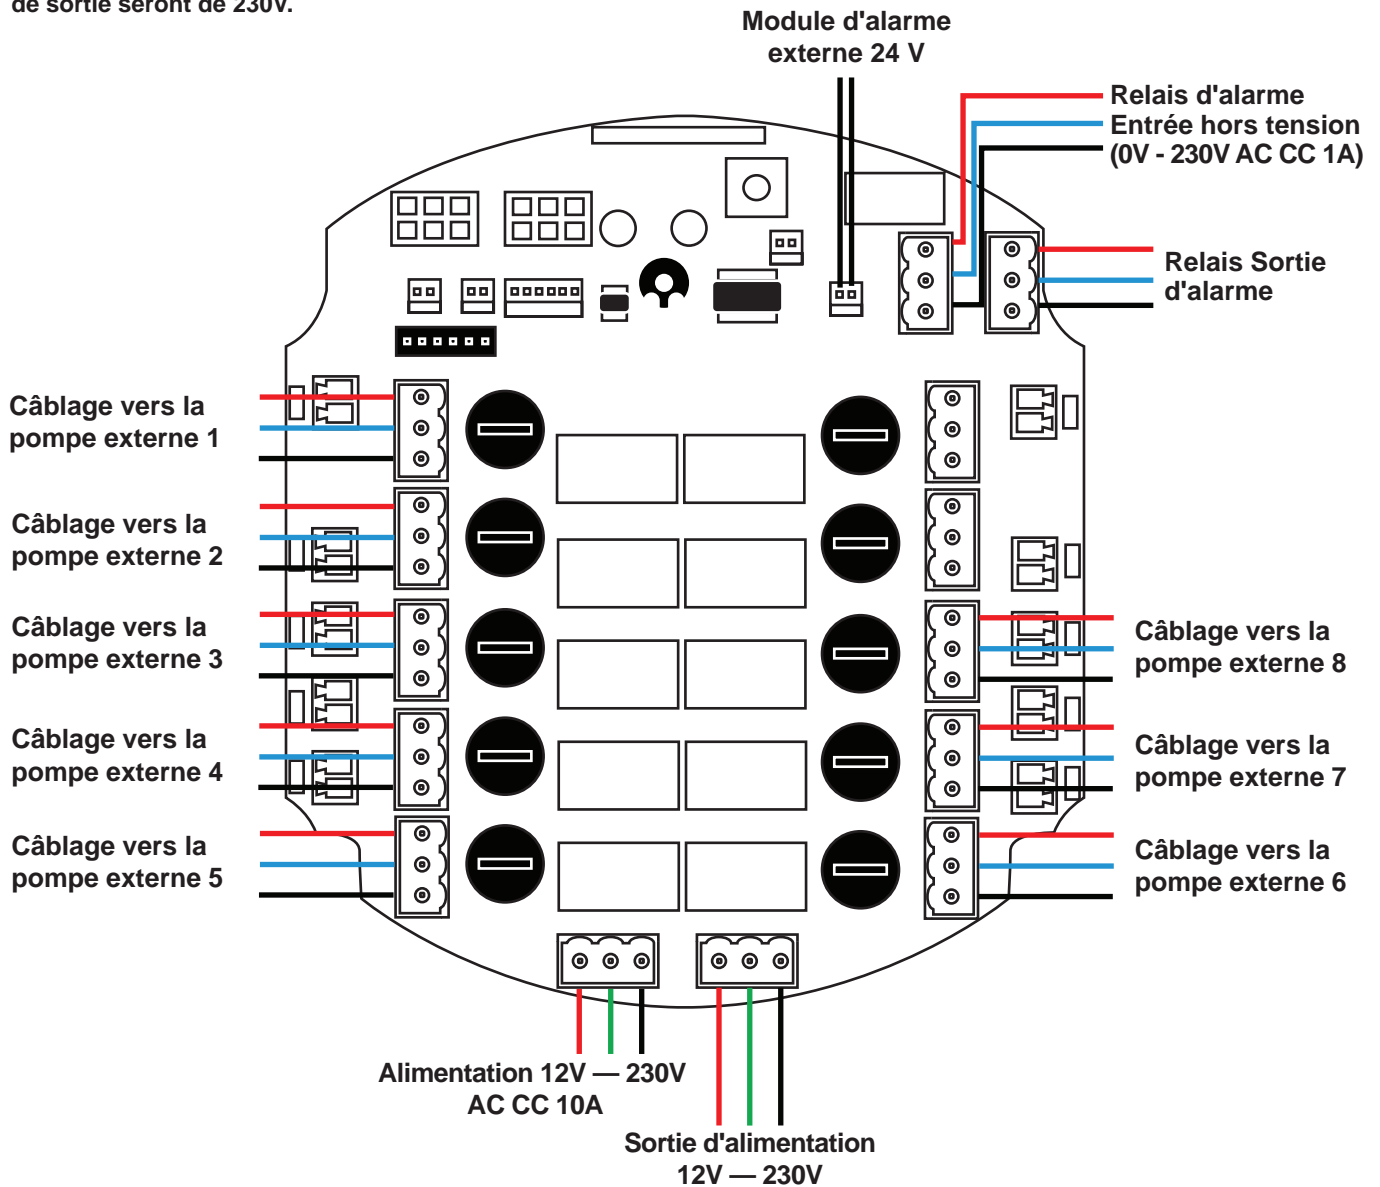 de sortie seront de 230V.
Module d'alarme
externe 24 V
Relais d'alarme
Entrée hors tension
(0V - 230V AC CC 1A)
Relais Sortie
d'alarme
Câblage vers la
pompe externe 1
Câblage vers la
pompe externe 2
Câblage vers la
pompe externe 3
Câblage vers la
pompe externe 4
Câblage vers la
pompe externe 5
Câblage vers la
pompe externe 8
Câblage vers la
pompe externe 7
Câblage vers la
pompe externe 6
Alimentation 12V — 230V
AC CC 10A
Sortie d'alimentation
12V — 230V